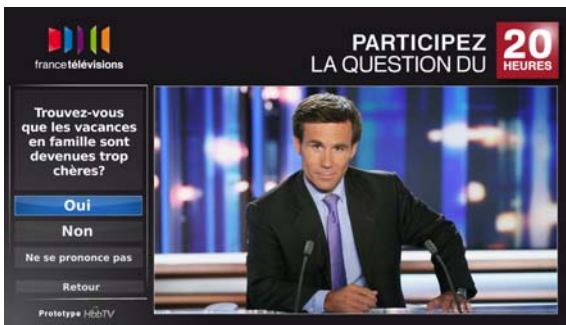 francetélévisions
PARTICIPEZ
LA QUESTION DU
20
HEURES
Trouvez-vous
que les vacances
en famille sont
devenues trop
chères?
Oui
Non
Ne se prononce pas
Retour
Prototype HbbTV